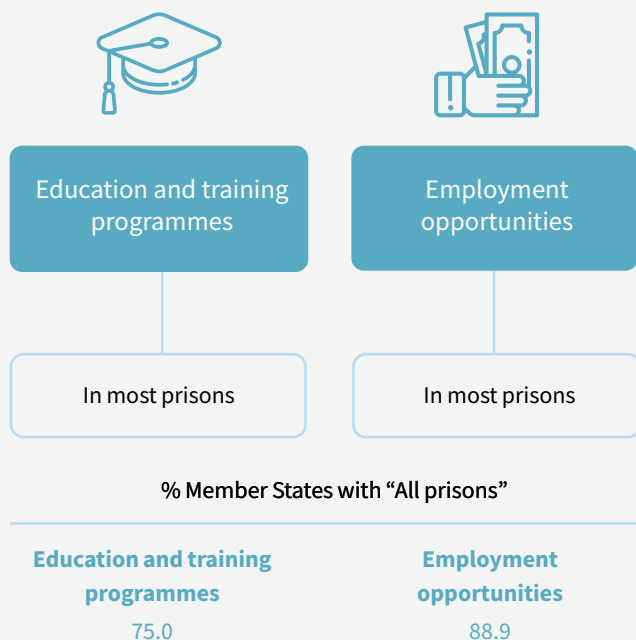 Education and training
programmes
Employment
opportunities
In most prisons
In most prisons
% Member States with “All prisons”
Education and training
programmes
Employment
opportunities
75.0
88.9